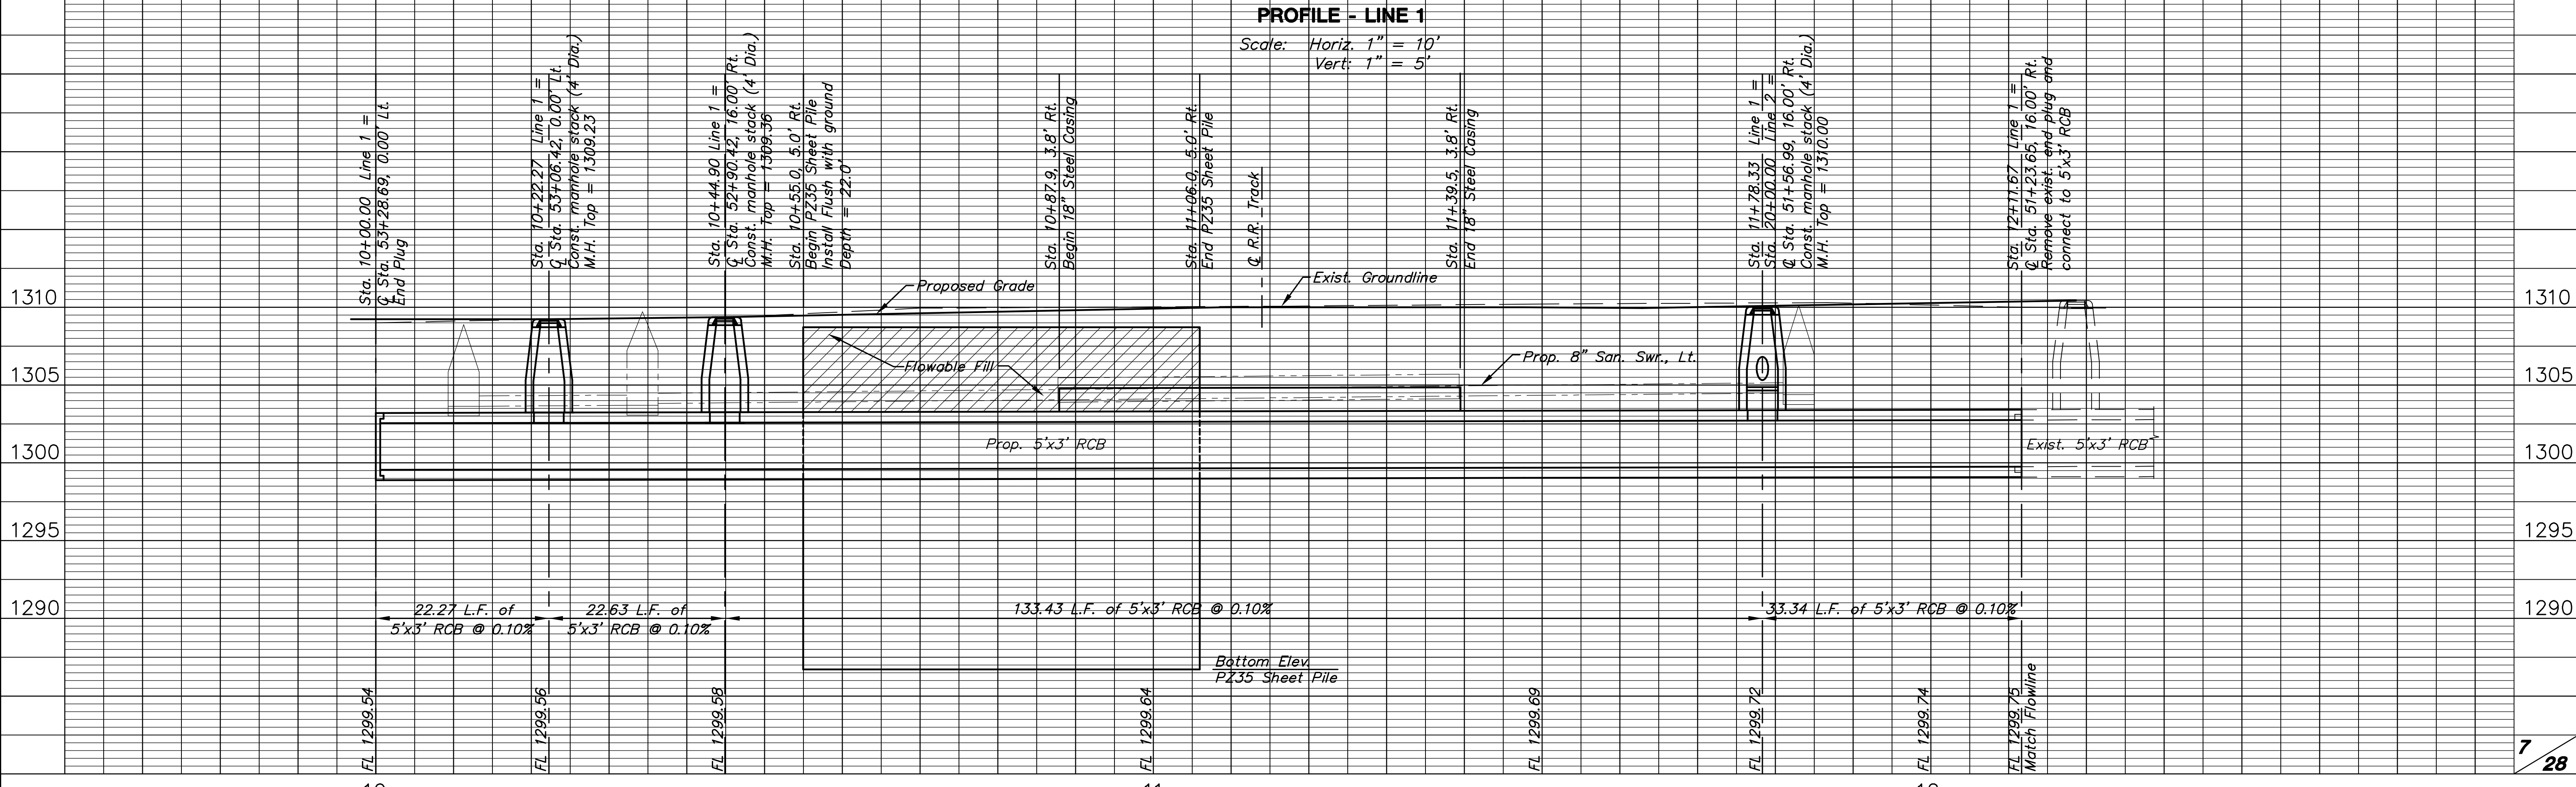 PROFILE - LINE 1
Scale: Horiz. 1" = 10'
Vert: 1" = 5'
Sta. 10+00.00 Line 1 =
℄ Sta. 53+28.69, 0.00' Lt.
End Plug
Sta. 10+22.27 Line 1 =
℄ Sta. 53+06.42, 0.00' Lt.
Const. manhole stack (4' Dia.)
M.H. Top = 1309.23
Sta. 10+44.90 Line 1 =
℄ Sta. 52+90.42, 16.00' Rt.
Const. manhole stack (4' Dia.)
M.H. Top = 1309.36
Sta. 10+55.0, 5.0' Rt.
Begin PZ35 Sheet Pile
Install Flush with ground
Depth = 22.0'
Sta. 10+87.9, 3.8' Rt.
Begin 18" Steel Casing
Sta. 11+06.0, 5.0' Rt.
End PZ35 Sheet Pile
℄ R.R. Track
Sta. 11+39.5, 3.8' Rt.
End 18" Steel Casing
Sta. 11+78.33 Line 1 =
Sta. 20+00.00 Line 2 =
℄ Sta. 51+56.99, 16.00' Rt.
Const. manhole stack (4' Dia.)
M.H. Top = 1310.00
Sta. 12+11.67 Line 1 =
℄ Sta. 51+23.65, 16.00' Rt.
Remove exist. end plug and
connect to 5'x3' RCB
Proposed Grade
Exist. Groundline
1310
1310
Flowable Fill
Prop. 8" San. Swr., Lt.
1305
1305
Prop. 5'x3' RCB
Exist. 5'x3' RCB
1300
1300
1295
1295
1290
22.27 L.F. of
5'x3' RCB @ 0.10%
22.63 L.F. of
5'x3' RCB @ 0.10%
133.43 L.F. of 5'x3' RCB @ 0.10%
33.34 L.F. of 5'x3' RCB @ 0.10%
1290
Bottom Elev.
PZ35 Sheet Pile
FL 1299.54
FL 1299.56
FL 1299.58
FL 1299.64
FL 1299.69
FL 1299.72
FL 1299.74
FL 1299.75
Match Flowline
7
28